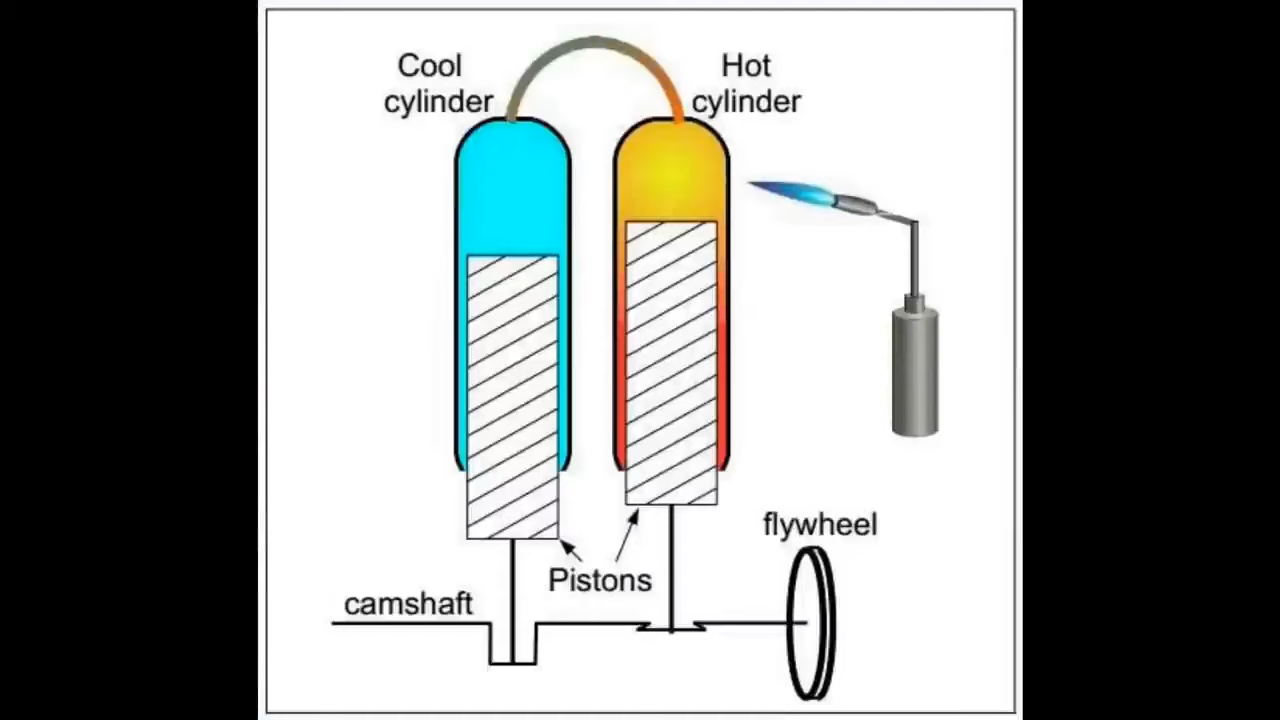 Cool
cylinder
Hot
cylinder
flywheel
Pistons
camshaft